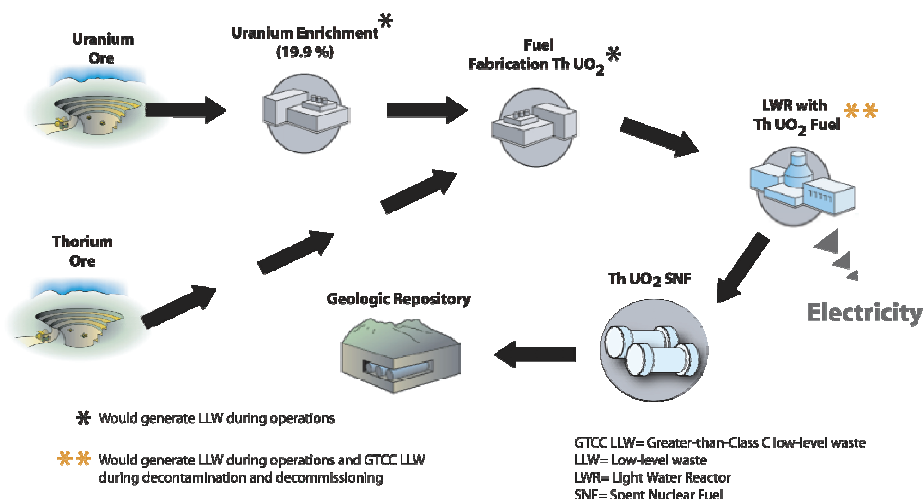 Uranium
Ore
Uranium Enrichment*
(19.9 %)
Fuel
Fabrication Th UO₂*
LWR with
Th UO₂ Fuel **
Thorium
Ore
Geologic Repository
Th UO₂ SNF
Electricity
* Would generate LLW during operations
** Would generate LLW during operations and GTCC LLW
during decontamination and decommissioning
GTCC LLW= Greater-than-Class C low-level waste
LLW= Low-level waste
LWR= Light Water Reactor
SNF= Spent Nuclear Fuel